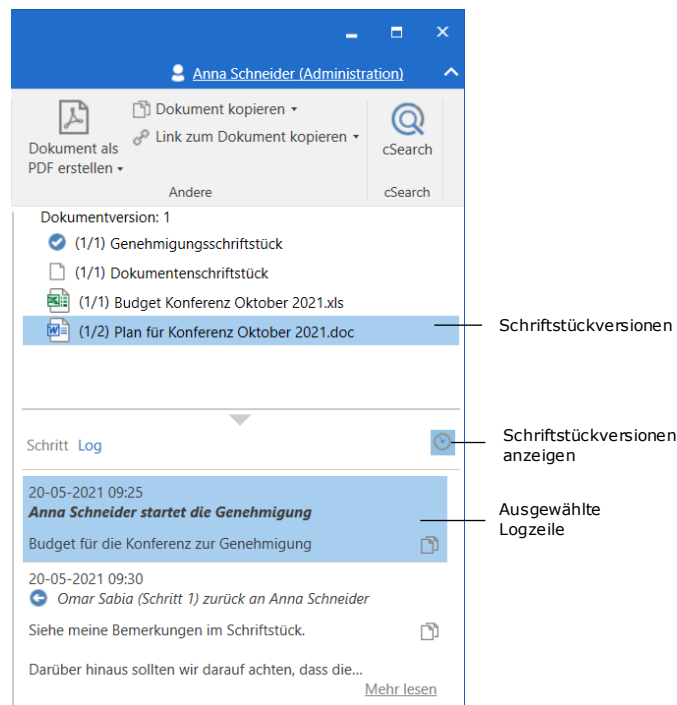 Anna Schneider (Administration)
Dokument als
PDF erstellen
Dokument kopieren
Link zum Dokument kopieren
cSearch
Andere
cSearch
Dokumentversion: 1
(1/1) Genehmigungsschriftstück
(1/1) Dokumentenschriftstück
(1/1) Budget Konferenz Oktober 2021.xls
(1/2) Plan für Konferenz Oktober 2021.doc
Schriftstückversionen
Schritt Log
Schriftstückversionen
anzeigen
20-05-2021 09:25
Anna Schneider startet die Genehmigung
Budget für die Konferenz zur Genehmigung
Ausgewählte
Logzeile
20-05-2021 09:30
Omar Sabia (Schritt 1) zurück an Anna Schneider
Siehe meine Bemerkungen im Schriftstück.
Darüber hinaus sollten wir darauf achten, dass die...
Mehr lesen